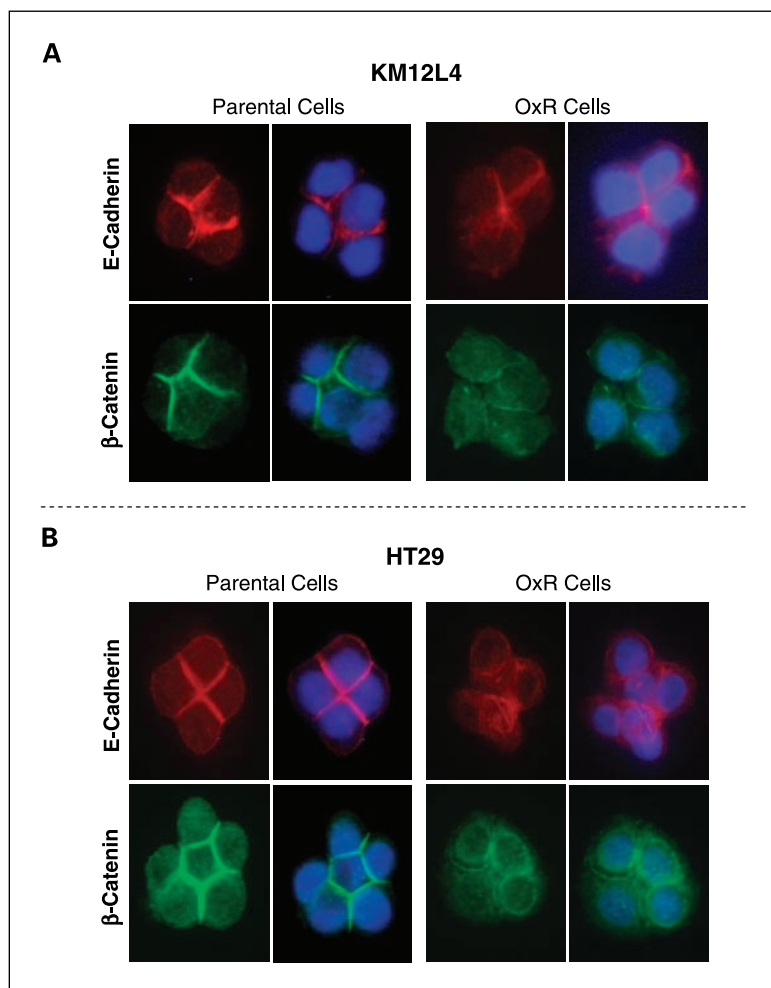 A
KM12L4
Parental Cells OxR Cells
E-Cadherin
β-Catenin
B
HT29
Parental Cells OxR Cells
E-Cadherin
β-Catenin